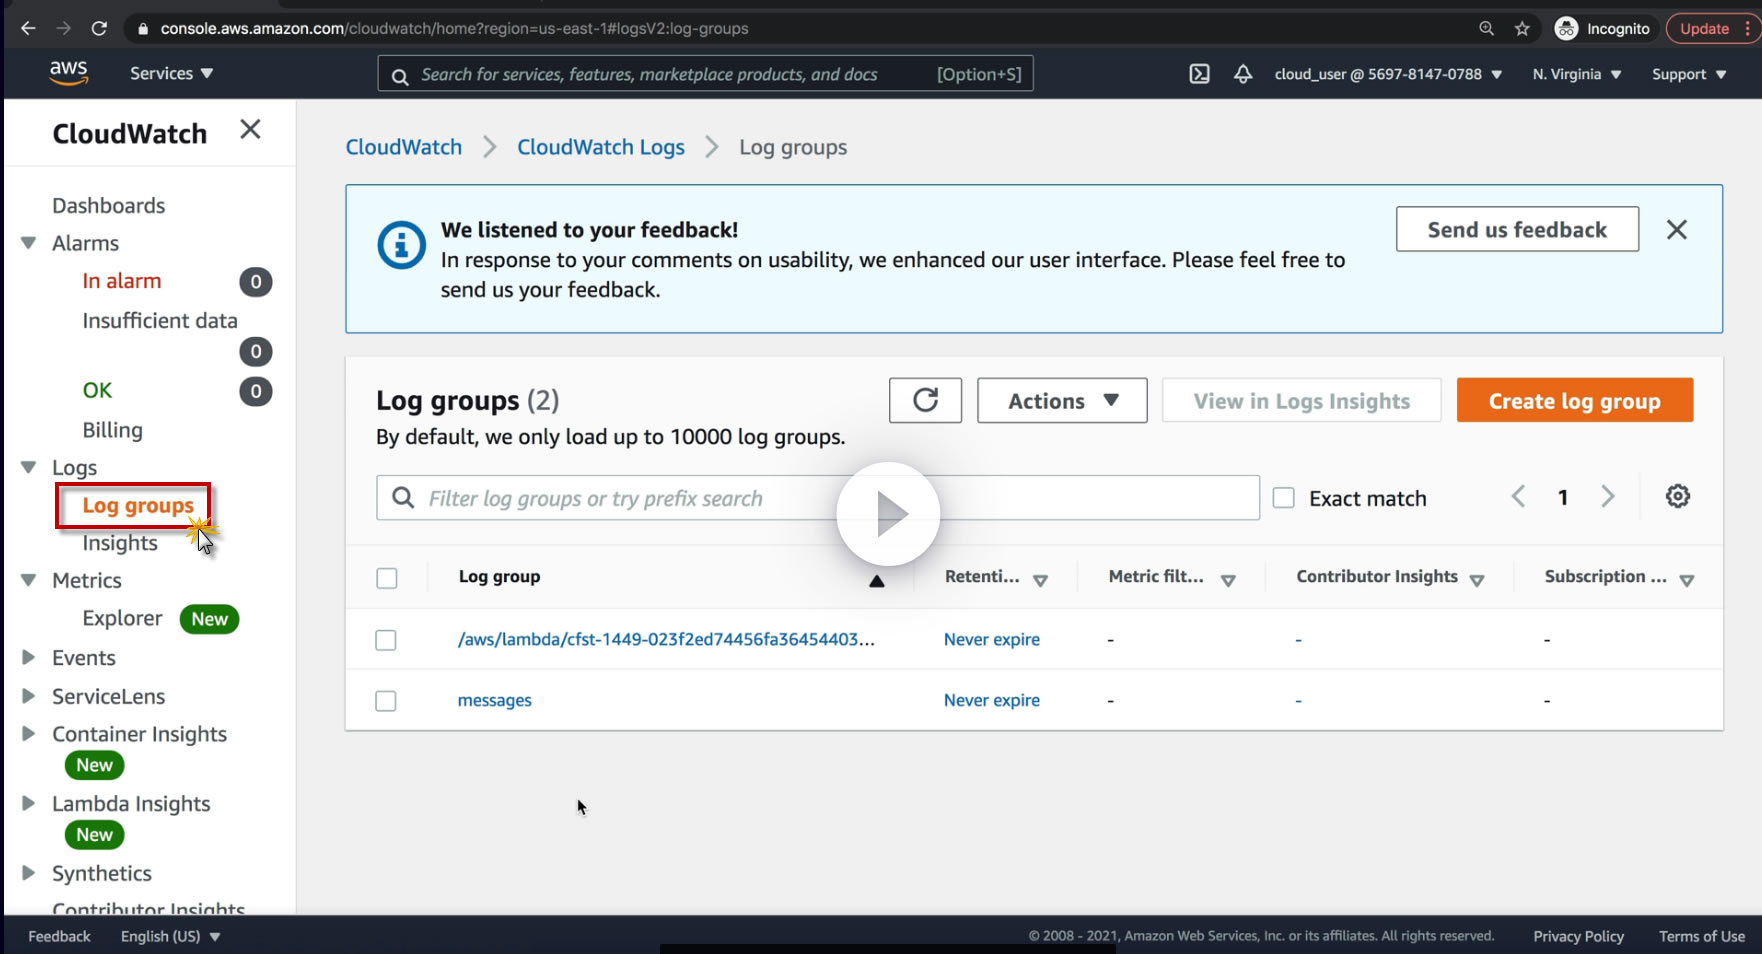 console.aws.amazon.com/cloudwatch/home?region=us-east-1#logsV2:log-groups
Incognito
Update
aws
Services
Search for services, features, marketplace products, and docs
[Option+S]
cloud_user @ 5697-8147-0788
N. Virginia
Support
CloudWatch
Dashboards
Alarms
In alarm 0
Insufficient data
0
OK 0
Billing
Logs
Log groups
Insights
Metrics
Explorer New
Events
ServiceLens
Container Insights
New
Lambda Insights
New
Synthetics
Contributor Insights
CloudWatch > CloudWatch Logs > Log groups
We listened to your feedback!
In response to your comments on usability, we enhanced our user interface. Please feel free to
send us your feedback.
Send us feedback
Log groups (2)
By default, we only load up to 10000 log groups.
Actions
View in Logs Insights
Create log group
Filter log groups or try prefix search
Exact match
1
Log group
Retenti...
Metric filt...
Contributor Insights
Subscription ...
/aws/lambda/cfst-1449-023f2ed74456fa36454403... Never expire - - -
messages Never expire - - -
Feedback
English (US)
© 2008 - 2021, Amazon Web Services, Inc. or its affiliates. All rights reserved.
Privacy Policy
Terms of Use